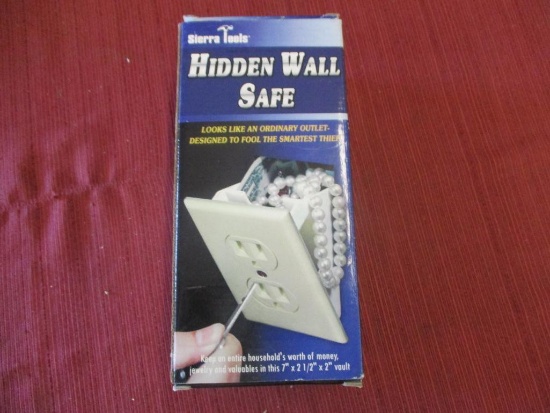 Sierra Tools
HIDDEN WALL
SAFE
LOOKS LIKE AN ORDINARY OUTLET-
DESIGNED TO FOOL THE SMARTEST THIEF
Keep an entire household's worth of money,
jewelry and valuables in this 7" x 2 1/2" x 2" vault